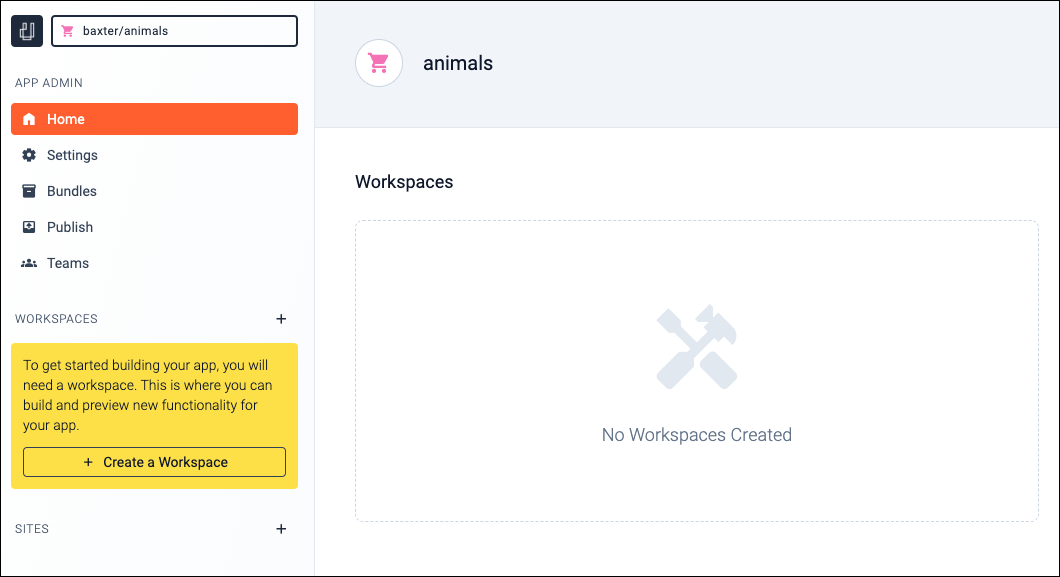 baxter/animals
APP ADMIN
Home
Settings
Bundles
Publish
Teams
WORKSPACES
To get started building your app, you will
need a workspace. This is where you can
build and preview new functionality for
your app.
+ Create a Workspace
SITES
animals
Workspaces
No Workspaces Created